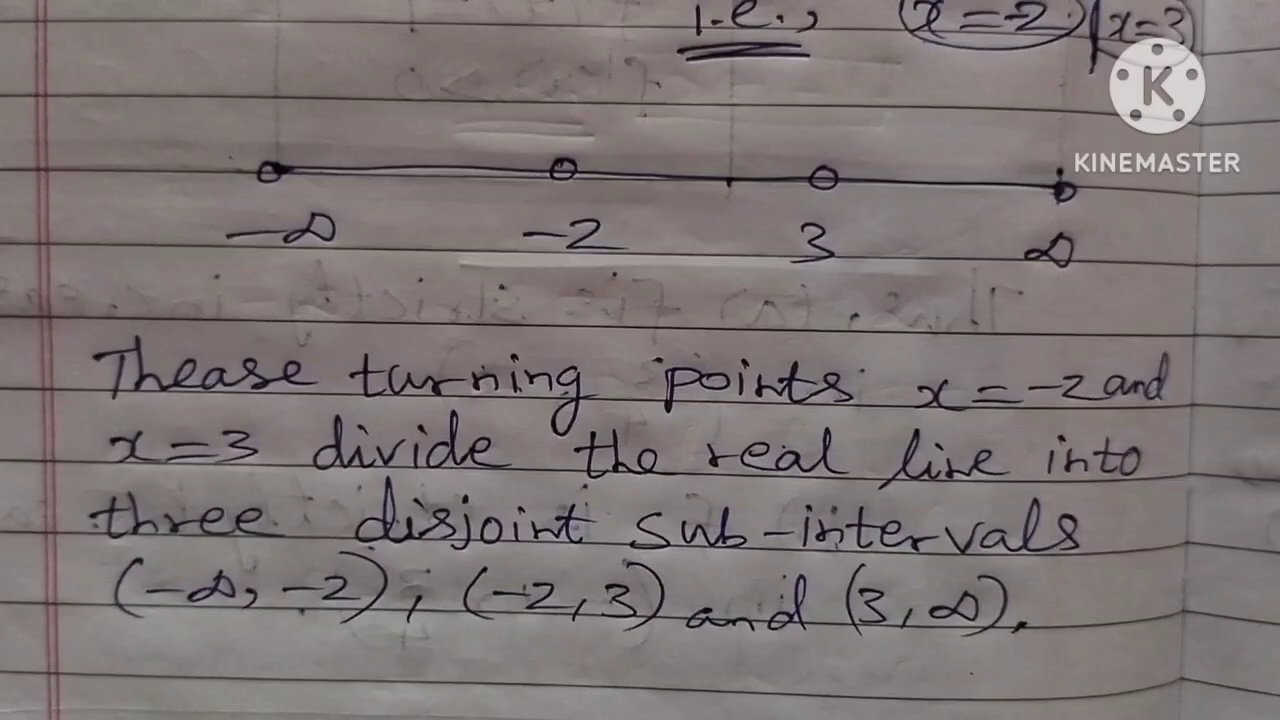 i.e., x=-2 x=3
K
KINEMASTER
-∞ -2 3 ∞
Thease turning points x=-2 and
x=3 divide the real line into
three disjoint sub-intervals
(-∞, -2), (-2, 3) and (3, ∞).